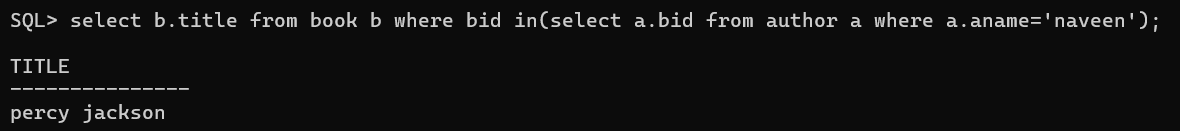 SQL> select b.title from book b where bid in(select a.bid from author a where a.aname='naveen');
TITLE
---------------
percy jackson